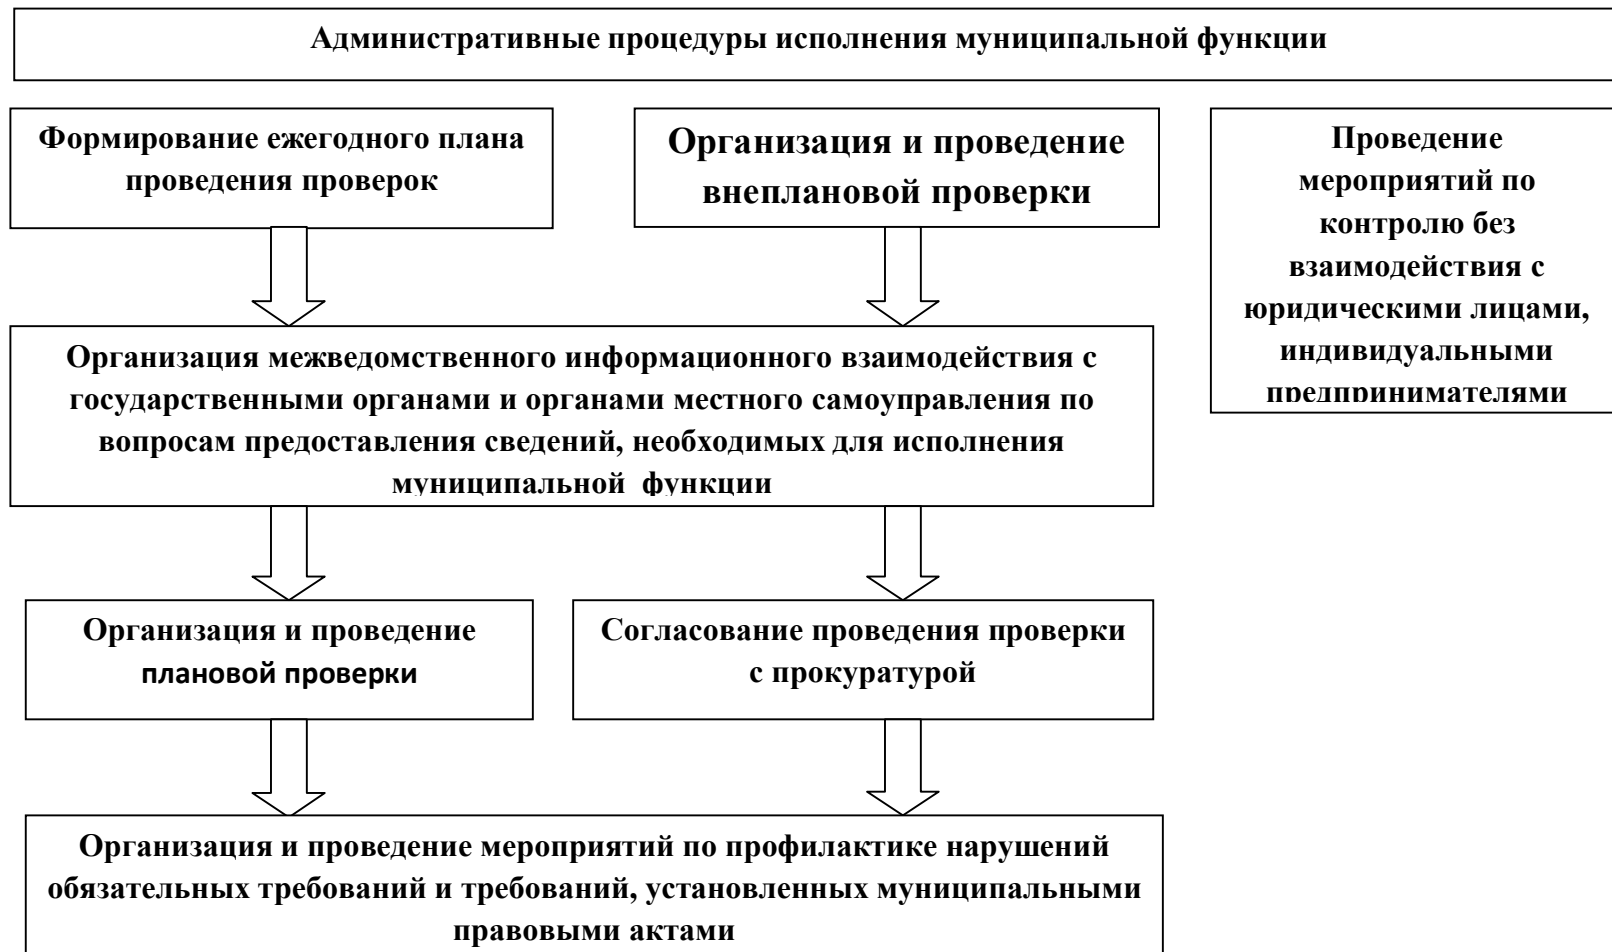 Административные процедуры исполнения муниципальной функции
Формирование ежегодного плана
проведения проверок
Организация и проведение
внеплановой проверки
Проведение
мероприятий по
контролю без
взаимодействия с
юридическими лицами,
индивидуальными
предпринимателями
Организация межведомственного информационного взаимодействия с
государственными органами и органами местного самоуправления по
вопросам предоставления сведений, необходимых для исполнения
муниципальной функции
Организация и проведение
плановой проверки
Согласование проведения проверки
с прокуратурой
Организация и проведение мероприятий по профилактике нарушений
обязательных требований и требований, установленных муниципальными
правовыми актами